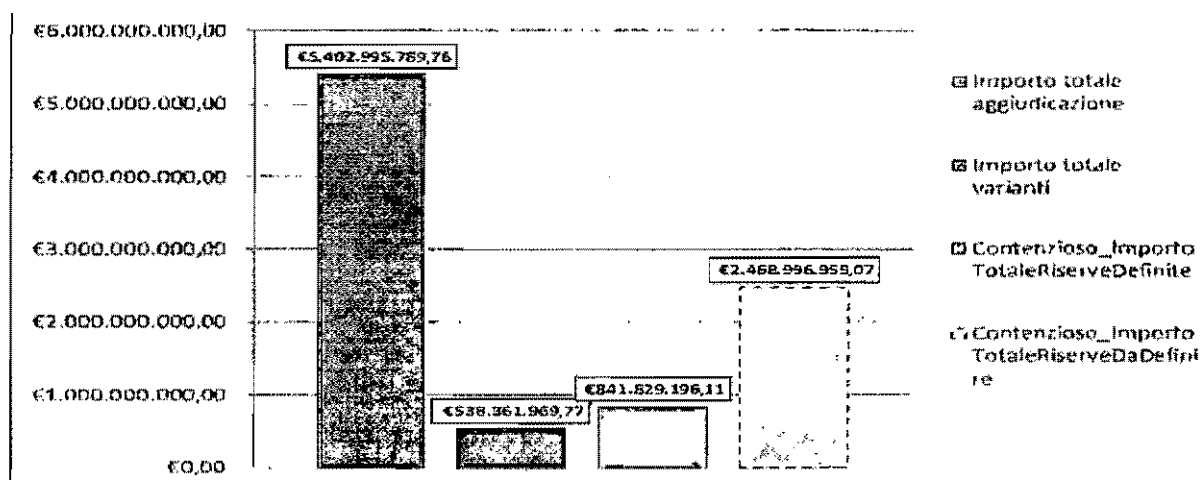 €6.000.000.000,00
€5.000.000.000,00
€4.000.000.000,00
€3.000.000.000,00
€2.000.000.000,00
€1.000.000.000,00
€0,00
€5.402.995.789,76
€538.361.969,77
€841.829.196,11
€2.468.996.959,07
Importo totale
aggiudicazione
Importo totale
varianti
Contenzioso_Importo
TotaleRiserveDefinite
Contenzioso_Importo
TotaleRiserveDaDefini
re